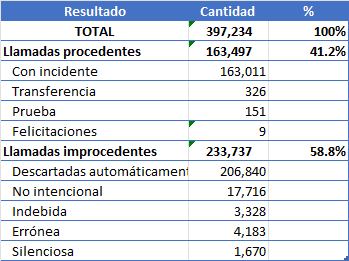 Resultado Cantidad %
TOTAL 397,234 100%
Llamadas procedentes 163,497 41.2%
Con incidente 163,011
Transferencia 326
Prueba 151
Felicitaciones 9
Llamadas improcedentes 233,737 58.8%
Descartadas automáticament 206,840
No intencional 17,716
Indebida 3,328
Errónea 4,183
Silenciosa 1,670